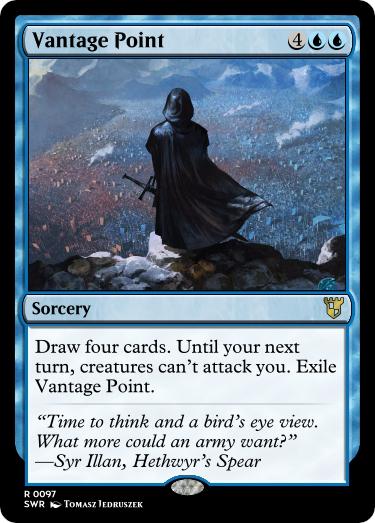 Vantage Point 4
Sorcery
Draw four cards. Until your next
turn, creatures can't attack you. Exile
Vantage Point.
“Time to think and a bird's eye view.
What more could an army want?”
—Syr Illan, Hethwyr's Spear
R 0097
SWR Tomasz Jedruszek